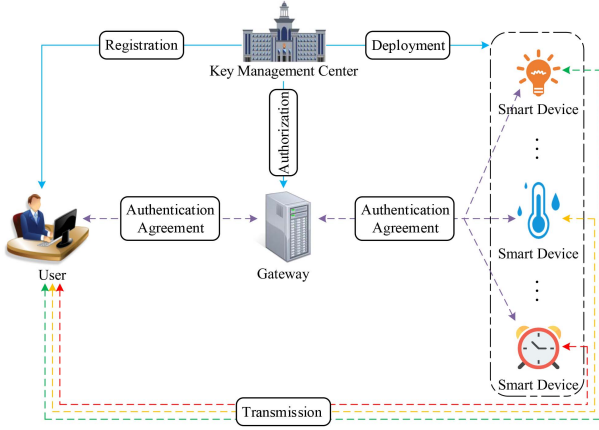 Registration
Deployment
Key Management Center
Authorization
Smart Device
Authentication
Agreement
Authentication
Agreement
User
Gateway
Smart Device
Smart Device
Transmission